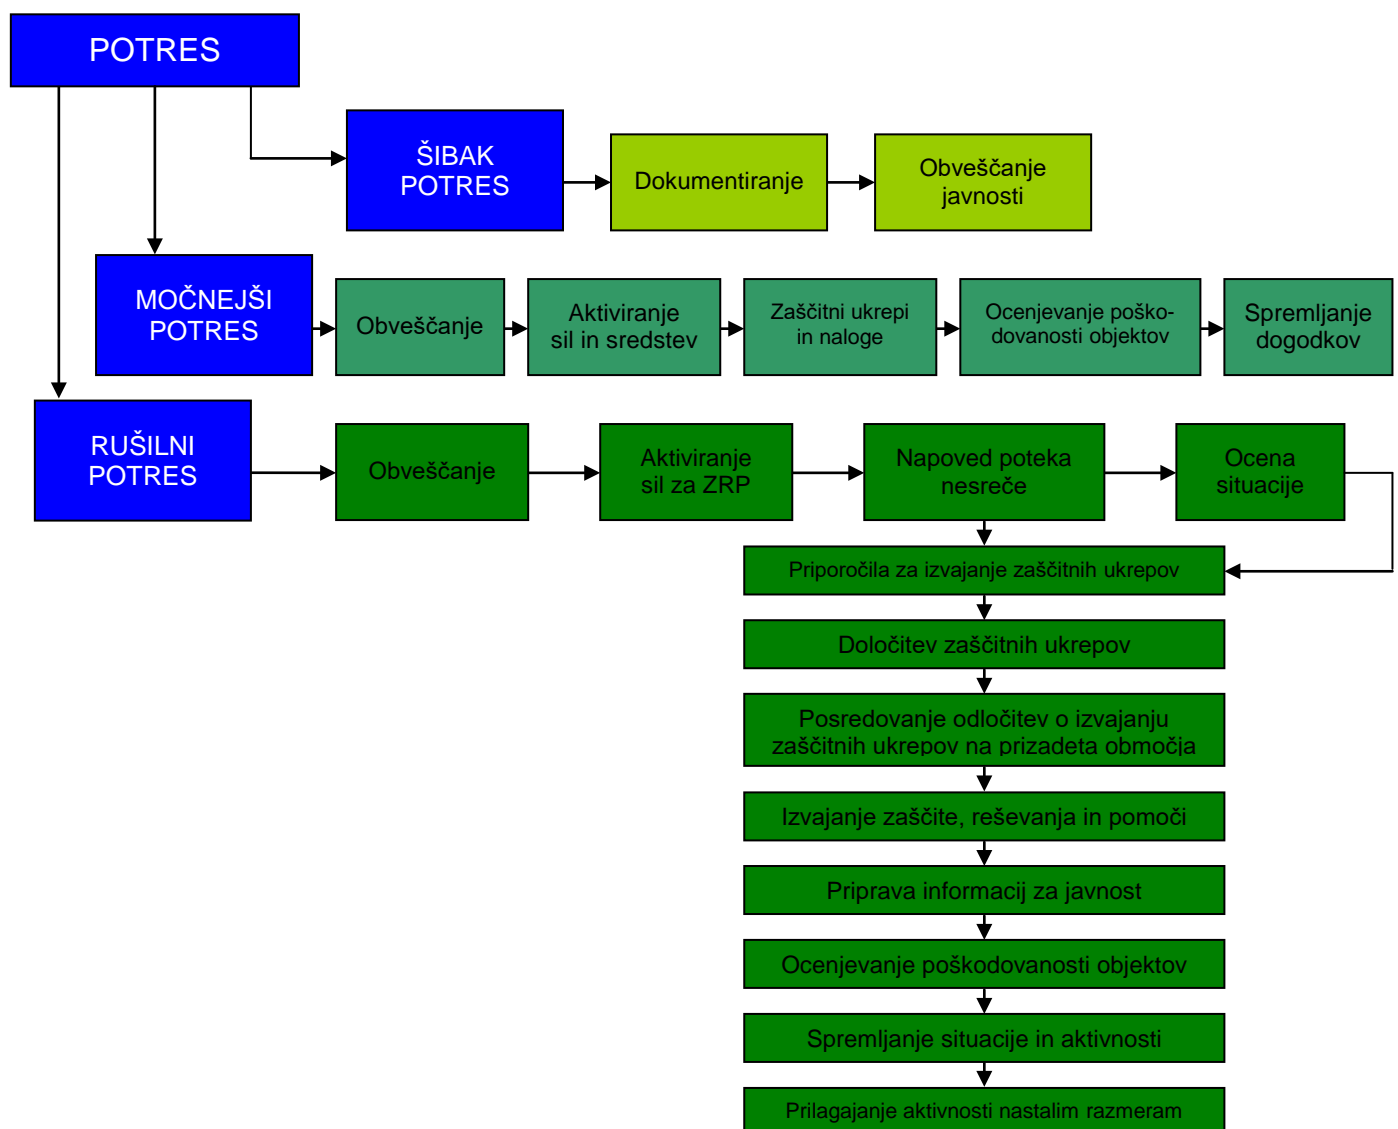 POTRES
ŠIBAK
POTRES
Dokumentiranje
Obveščanje
javnosti
MOČNEJŠI
POTRES
Obveščanje
Aktiviranje
sil in sredstev
Zaščitni ukrepi
in naloge
Ocenjevanje poško-
dovanosti objektov
Spremljanje
dogodkov
RUŠILNI
POTRES
Obveščanje
Aktiviranje
sil za ZRP
Napoved poteka
nesreče
Ocena
situacije
Priporočila za izvajanje zaščitnih ukrepov
Določitev zaščitnih ukrepov
Posredovanje odločitev o izvajanju
zaščitnih ukrepov na prizadeta območja
Izvajanje zaščite, reševanja in pomoči
Priprava informacij za javnost
Ocenjevanje poškodovanosti objektov
Spremljanje situacije in aktivnosti
Prilagajanje aktivnosti nastalim razmeram